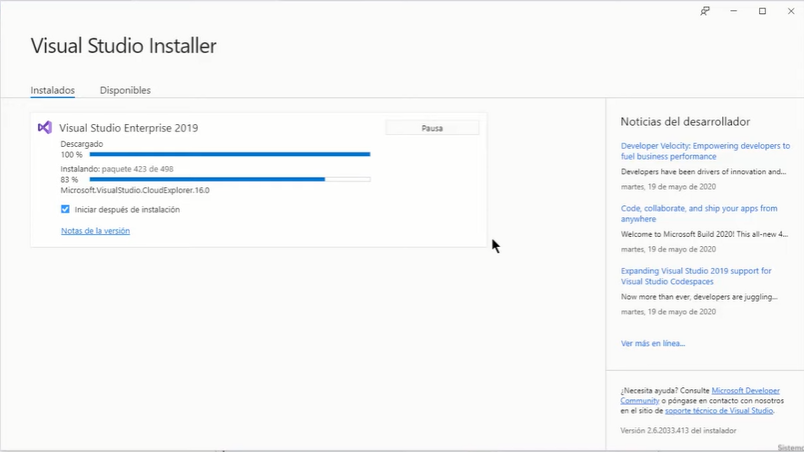 Visual Studio Installer
Instalados
Disponibles
Visual Studio Enterprise 2019
Pausa
Descargado
100 %
Instalando: paquete 423 de 498
83 %
Microsoft.VisualStudio.CloudExplorer.16.0
Iniciar después de instalación
Notas de la versión
Noticias del desarrollador
Developer Velocity: Empowering developers to
fuel business performance
Developers have been drivers of innovation and...
martes, 19 de mayo de 2020
Code, collaborate, and ship your apps from
anywhere
Welcome to Microsoft Build 2020! This all-new 4...
martes, 19 de mayo de 2020
Expanding Visual Studio 2019 support for
Visual Studio Codespaces
Now more than ever, developers are juggling...
martes, 19 de mayo de 2020
Ver más en línea...
¿Necesita ayuda? Consulte Microsoft Developer
Community o póngase en contacto con nosotros
en el sitio de soporte técnico de Visual Studio.
Versión 2.6.2033.413 del instalador
Sistema